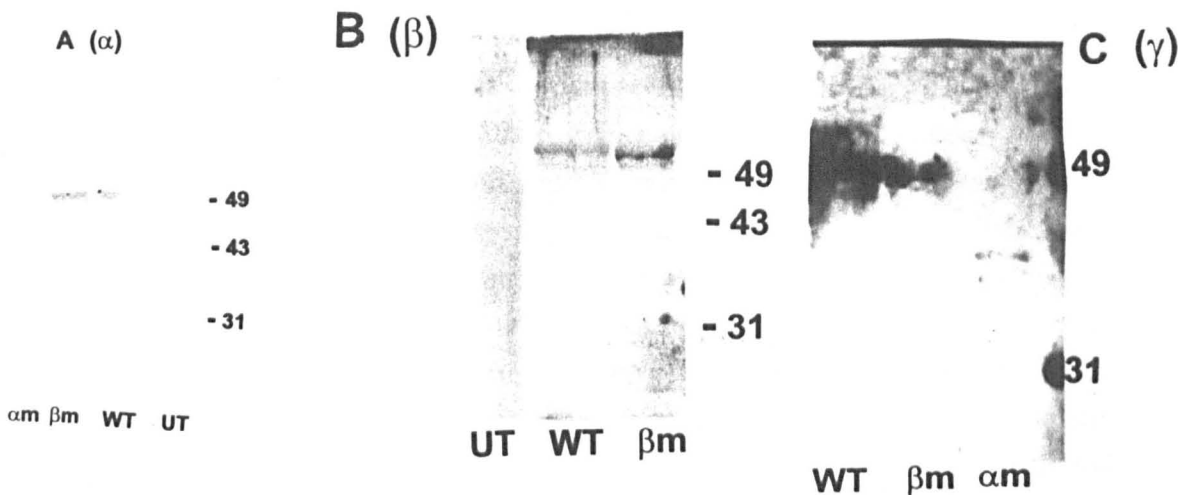 A (α)
- 49
- 43
- 31
αm βm WT UT
B (β)
- 49
- 43
- 31
UT WT βm
C (γ)
49
31
WT βm αm